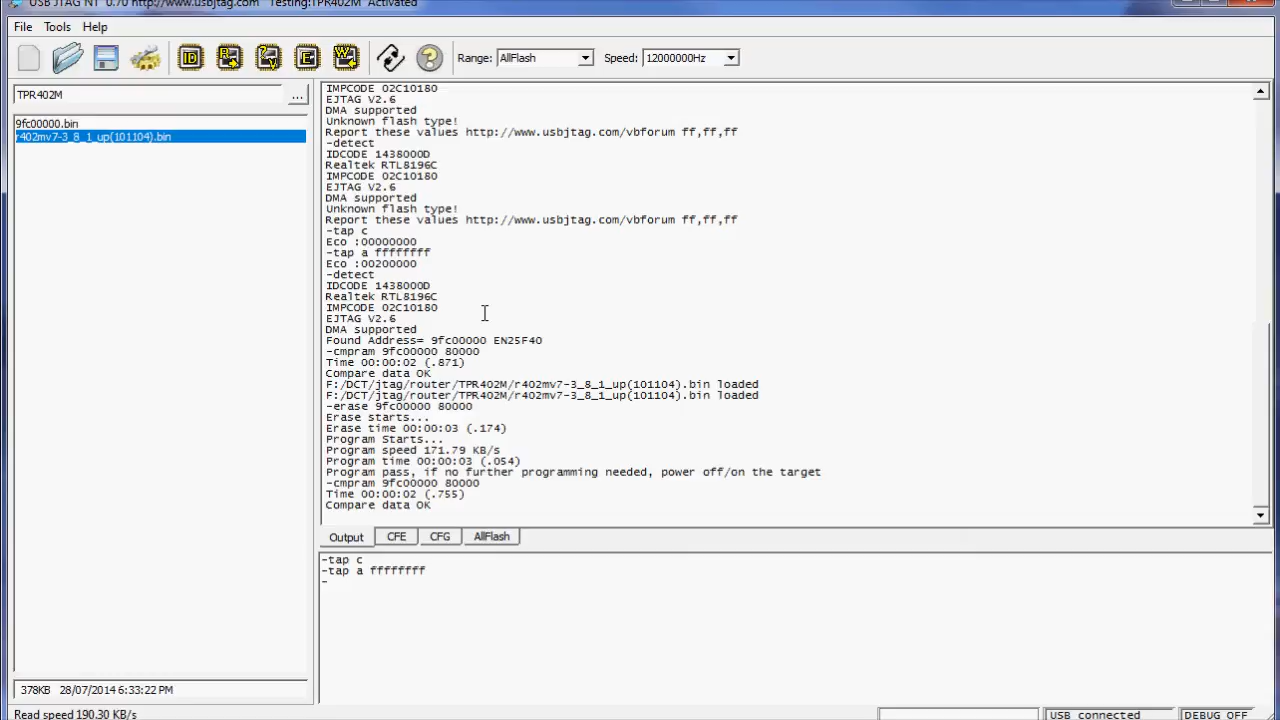 USB JTAG NT 0.70 http://www.usbjtag.com Testing:TPR402M Activated
File Tools Help
ID R ?V E W ? Range: AllFlash Speed: 12000000Hz
TPR402M ...
9fc00000.bin
r402mv7-3_8_1_up(101104).bin
IMPCODE 02C10180
EJTAG V2.6
DMA supported
Unknown flash type!
Report these values http://www.usbjtag.com/vbforum ff,ff,ff
-detect
IDCODE 1438000D
Realtek RTL8196C
IMPCODE 02C10180
EJTAG V2.6
DMA supported
Unknown flash type!
Report these values http://www.usbjtag.com/vbforum ff,ff,ff
-tap c
Eco :00000000
-tap a ffffffff
Eco :00200000
-detect
IDCODE 1438000D
Realtek RTL8196C
IMPCODE 02C10180
EJTAG V2.6
DMA supported
Found Address= 9fc00000 EN25F40
-cmpram 9fc00000 80000
Time 00:00:02 (.871)
Compare data OK
F:/DCT/jtag/router/TPR402M/r402mv7-3_8_1_up(101104).bin loaded
F:/DCT/jtag/router/TPR402M/r402mv7-3_8_1_up(101104).bin loaded
-erase 9fc00000 80000
Erase starts...
Erase time 00:00:03 (.174)
Program Starts...
Program speed 171.79 KB/s
Program time 00:00:03 (.054)
Program pass, if no further programming needed, power off/on the target
-cmpram 9fc00000 80000
Time 00:00:02 (.755)
Compare data OK
Output CFE CFG AllFlash
-tap c
-tap a ffffffff
-
378KB 28/07/2014 6:33:22 PM
Read speed 190.30 KB/s USB connected DEBUG OFF